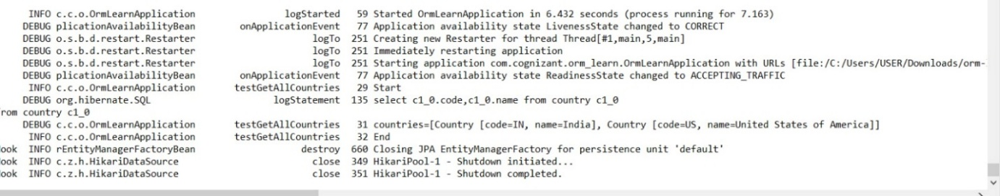 INFO c.c.o.OrmLearnApplication logStarted 59 Started OrmLearnApplication in 6.432 seconds (process running for 7.163)
DEBUG plicationAvailabilityBean onApplicationEvent 77 Application availability state LivenessState changed to CORRECT
DEBUG o.s.b.d.restart.Restarter logTo 251 Creating new Restarter for thread Thread[#1,main,5,main]
DEBUG o.s.b.d.restart.Restarter logTo 251 Immediately restarting application
DEBUG o.s.b.d.restart.Restarter logTo 251 Starting application com.cognizant.orm_learn.OrmLearnApplication with URLs [file:/C:/Users/USER/Downloads/orm-
DEBUG plicationAvailabilityBean onApplicationEvent 77 Application availability state ReadinessState changed to ACCEPTING_TRAFFIC
INFO c.c.o.OrmLearnApplication testGetAllCountries 29 Start
DEBUG org.hibernate.SQL logStatement 135 select c1_0.code,c1_0.name from country c1_0
rom country c1_0
DEBUG c.c.o.OrmLearnApplication testGetAllCountries 31 countries=[Country [code=IN, name=India], Country [code=US, name=United States of America]]
INFO c.c.o.OrmLearnApplication testGetAllCountries 32 End
ook INFO rEntityManagerFactoryBean destroy 660 Closing JPA EntityManagerFactory for persistence unit 'default'
ook INFO c.z.h.HikariDataSource close 349 HikariPool-1 - Shutdown initiated...
ook INFO c.z.h.HikariDataSource close 351 HikariPool-1 - Shutdown completed.